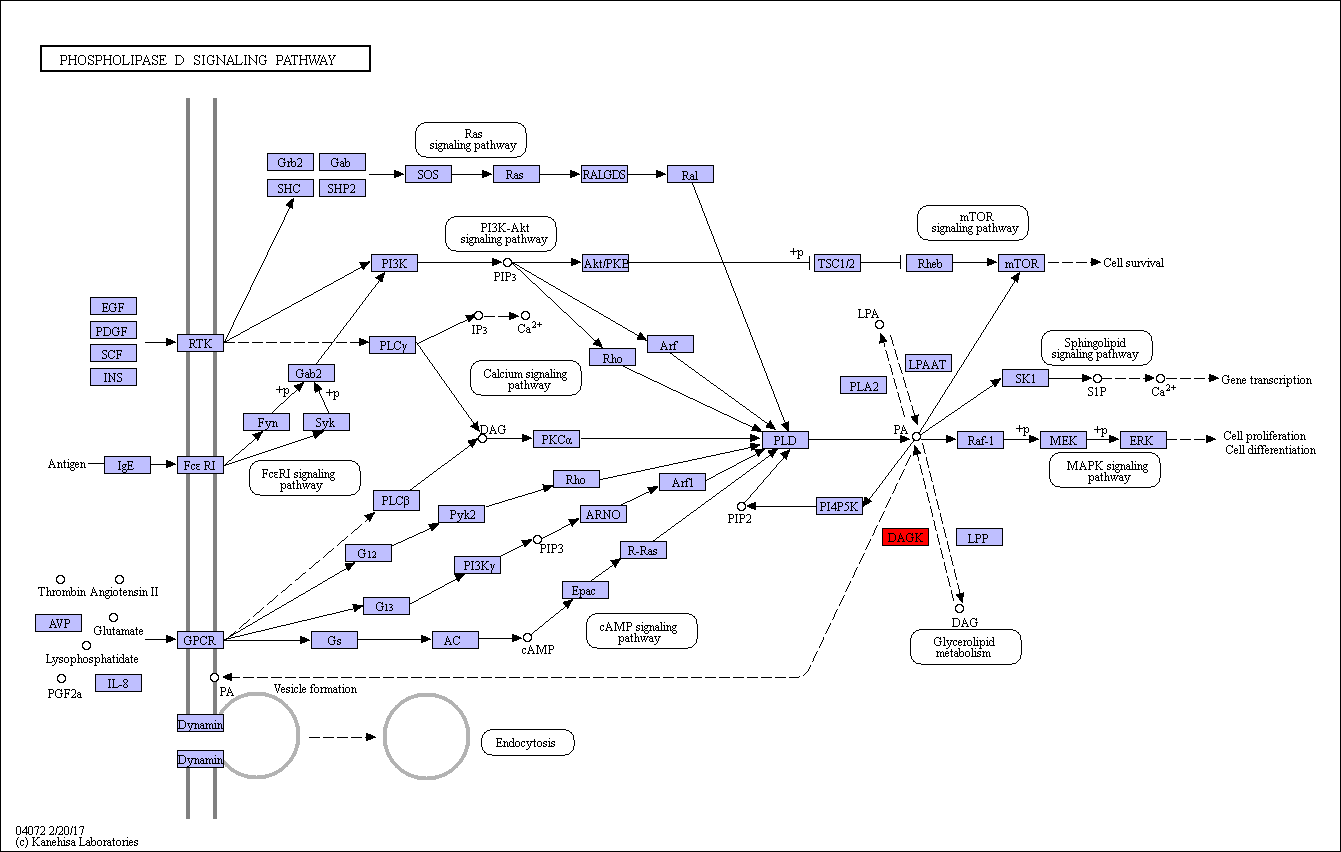 PHOSPHOLIPASE D SIGNALING PATHWAY
Ras
signaling pathway
Grb2
Gab
SHC
SHP2
SOS
Ras
RALGDS
Ral
PI3K-Akt
signaling pathway
mTOR
signaling pathway
PI3K
PIP3
Akt/PKB
+p
TSC1/2
Rheb
mTOR
Cell survival
EGF
PDGF
SCF
INS
RTK
PLCγ
IP3
Ca2+
Rho
Arf
LPA
LPAAT
PLA2
Sphingolipid
signaling pathway
Gab2
+p
+p
Calcium signaling
pathway
SK1
S1P
Ca2+
Gene transcription
Fyn
Syk
DAG
PKCα
PLD
PA
Raf-1
+p
MEK
+p
ERK
Cell proliferation
Cell differentiation
Antigen
IgE
FcεRI
FcεRI signaling
pathway
MAPK signaling
pathway
PLCβ
Rho
Arf1
Pyk2
ARNO
PIP2
PI4P5K
G12
PIP3
R-Ras
DAGK
LPP
PI3Kγ
Epac
G13
Thrombin
Angiotensin II
AVP
Glutamate
Lysophosphatidate
PGF2a
IL-8
GPCR
Gs
AC
cAMP
cAMP signaling
pathway
DAG
Glycerolipid
metabolism
PA
Vesicle formation
Dynamin
Dynamin
Endocytosis
04072 2/20/17
(c) Kanehisa Laboratories